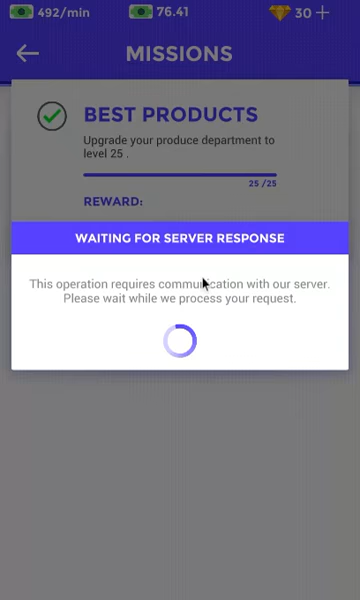 492/min 76.41 30
MISSIONS
BEST PRODUCTS
Upgrade your produce department to
level 25 .
25 /25
REWARD:
WAITING FOR SERVER RESPONSE
This operation requires communication with our server.
Please wait while we process your request.